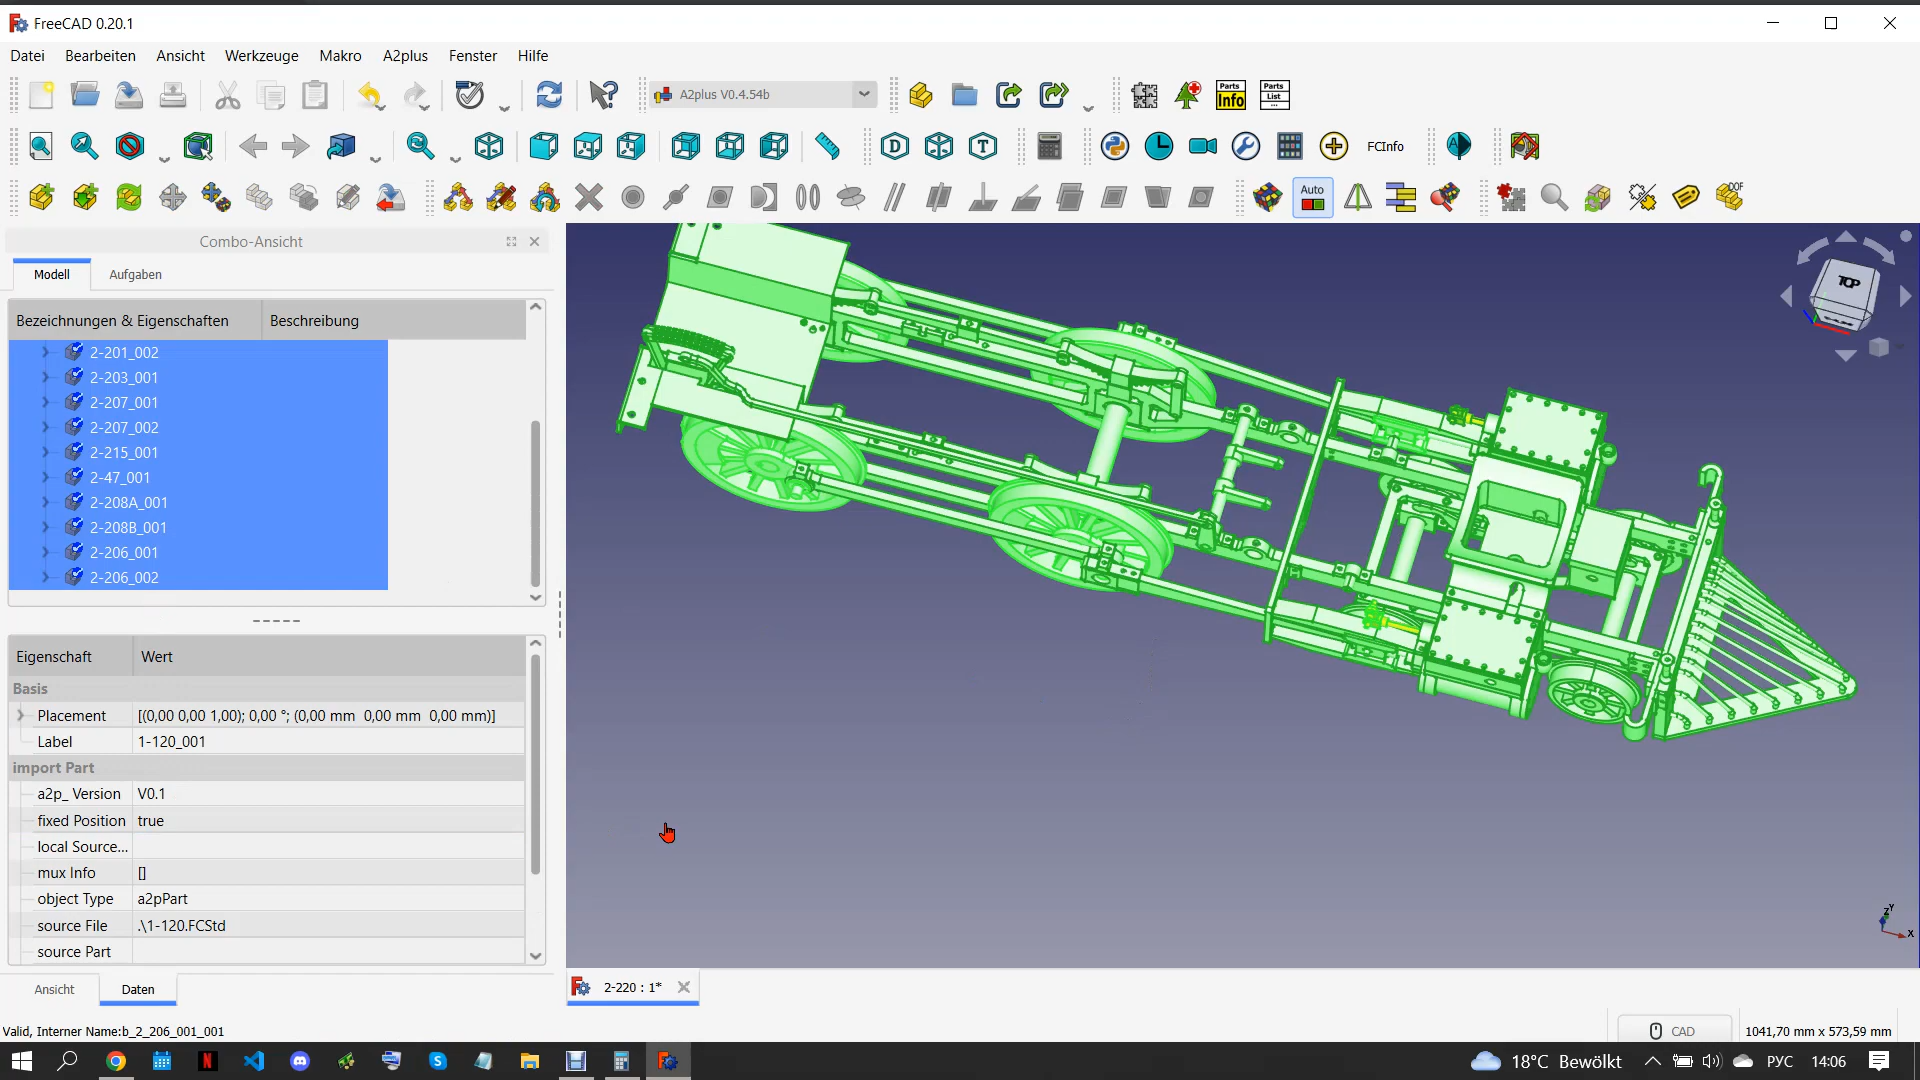 FreeCAD 0.20.1
Datei Bearbeiten Ansicht Werkzeuge Makro A2plus Fenster Hilfe
A2plus V0.4.54b
Parts Info
Parts List
D
T
FCInfo
Auto
DOF
Combo-Ansicht
Modell Aufgaben
Bezeichnungen & Eigenschaften Beschreibung
2-201_002
2-203_001
2-207_001
2-207_002
2-215_001
2-47_001
2-208A_001
2-208B_001
2-206_001
2-206_002
Eigenschaft Wert
Basis
Placement [(0,00 0,00 1,00); 0,00 °; (0,00 mm 0,00 mm 0,00 mm)]
Label 1-120_001
import Part
a2p_ Version V0.1
fixed Position true
local Source...
mux Info []
object Type a2pPart
source File .\1-120.FCStd
source Part
Ansicht Daten
TOP
Y
Z
X
2-220 : 1*
Valid, Interner Name:b_2_206_001_001
CAD
1041,70 mm x 573,59 mm
18°C Bewölkt
РУС
14:06